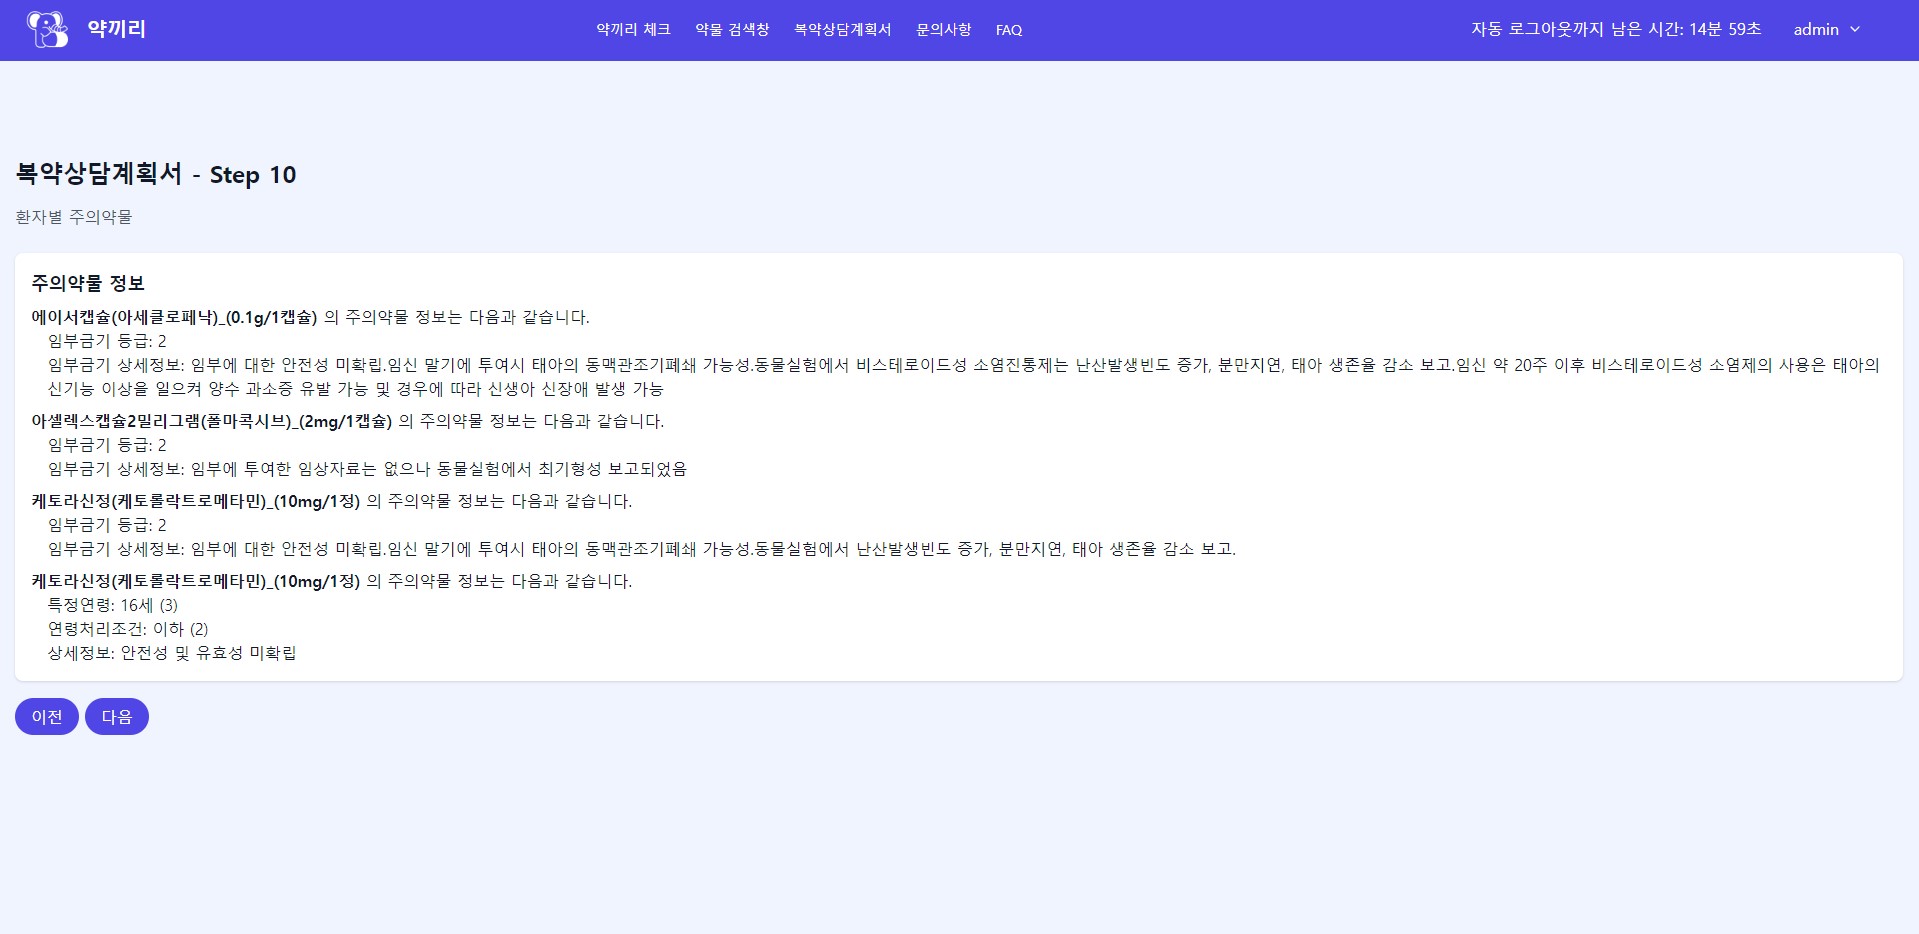 약끼리
약끼리 체크 약물 검색창 복약상담계획서 문의사항 FAQ
자동 로그아웃까지 남은 시간: 14분 59초 admin
복약상담계획서 - Step 10
환자별 주의약물
주의약물 정보
에이서캡슐(아세클로페낙)_(0.1g/1캡슐) 의 주의약물 정보는 다음과 같습니다.
임부금기 등급: 2
임부금기 상세정보: 임부에 대한 안전성 미확립.임신 말기에 투여시 태아의 동맥관조기폐쇄 가능성.동물실험에서 비스테로이드성 소염진통제는 난산발생빈도 증가, 분만지연, 태아 생존율 감소 보고.임신 약 20주 이후 비스테로이드성 소염제의 사용은 태아의
신기능 이상을 일으켜 양수 과소증 유발 가능 및 경우에 따라 신생아 신장애 발생 가능
아셀렉스캡슐2밀리그램(폴마콕시브)_(2mg/1캡슐) 의 주의약물 정보는 다음과 같습니다.
임부금기 등급: 2
임부금기 상세정보: 임부에 투여한 임상자료는 없으나 동물실험에서 최기형성 보고되었음
케토라신정(케토롤락트로메타민)_(10mg/1정) 의 주의약물 정보는 다음과 같습니다.
임부금기 등급: 2
임부금기 상세정보: 임부에 대한 안전성 미확립.임신 말기에 투여시 태아의 동맥관조기폐쇄 가능성.동물실험에서 난산발생빈도 증가, 분만지연, 태아 생존율 감소 보고.
케토라신정(케토롤락트로메타민)_(10mg/1정) 의 주의약물 정보는 다음과 같습니다.
특정연령: 16세 (3)
연령처리조건: 이하 (2)
상세정보: 안전성 및 유효성 미확립
이전 다음